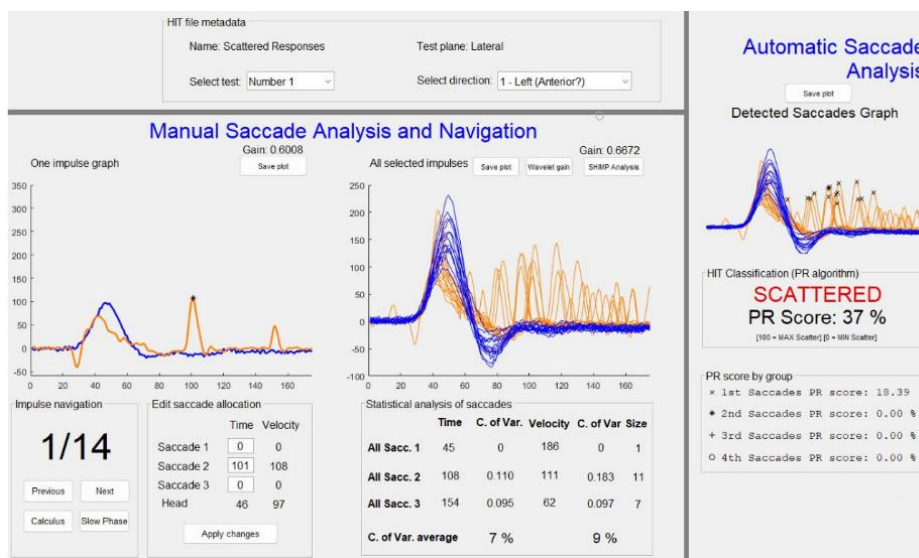 HIT file metadata
Name: Scattered Responses Test plane: Lateral
Select test: Number 1 Select direction: 1 - Left (Anterior?)
Manual Saccade Analysis and Navigation
Gain: 0.6008
One impulse graph Save plot
350
300
250
200
150
100
50
0
-50
0 20 40 60 80 100 120 140 160
Gain: 0.6672
All selected impulses Save plot Wavelet gain SHIMP Analysis
250
200
150
100
50
0
-50
-100
0 20 40 60 80 100 120 140 160
Impulse navigation
1/14
Previous Next
Calculus Slow Phase
Edit saccade allocation
Time Velocity
Saccade 1 0 0
Saccade 2 101 108
Saccade 3 0 0
Head 46 97
Apply changes
Statistical analysis of saccades
Time C. of Var. Velocity C. of Var Size
All Sacc. 1 45 0 186 0 1
All Sacc. 2 108 0.110 111 0.183 11
All Sacc. 3 154 0.095 62 0.097 7
C. of Var. average 7 % 9 %
Automatic Saccade
Analysis
Save plot
Detected Saccades Graph
HIT Classification (PR algorithm)
SCATTERED
PR Score: 37 %
[100 = MAX Scatter] [0 = MIN Scatter]
PR score by group
× 1st Saccades PR score: 18.39
* 2nd Saccades PR score: 0.00 %
+ 3rd Saccades PR score: 0.00 %
o 4th Saccades PR score: 0.00 %